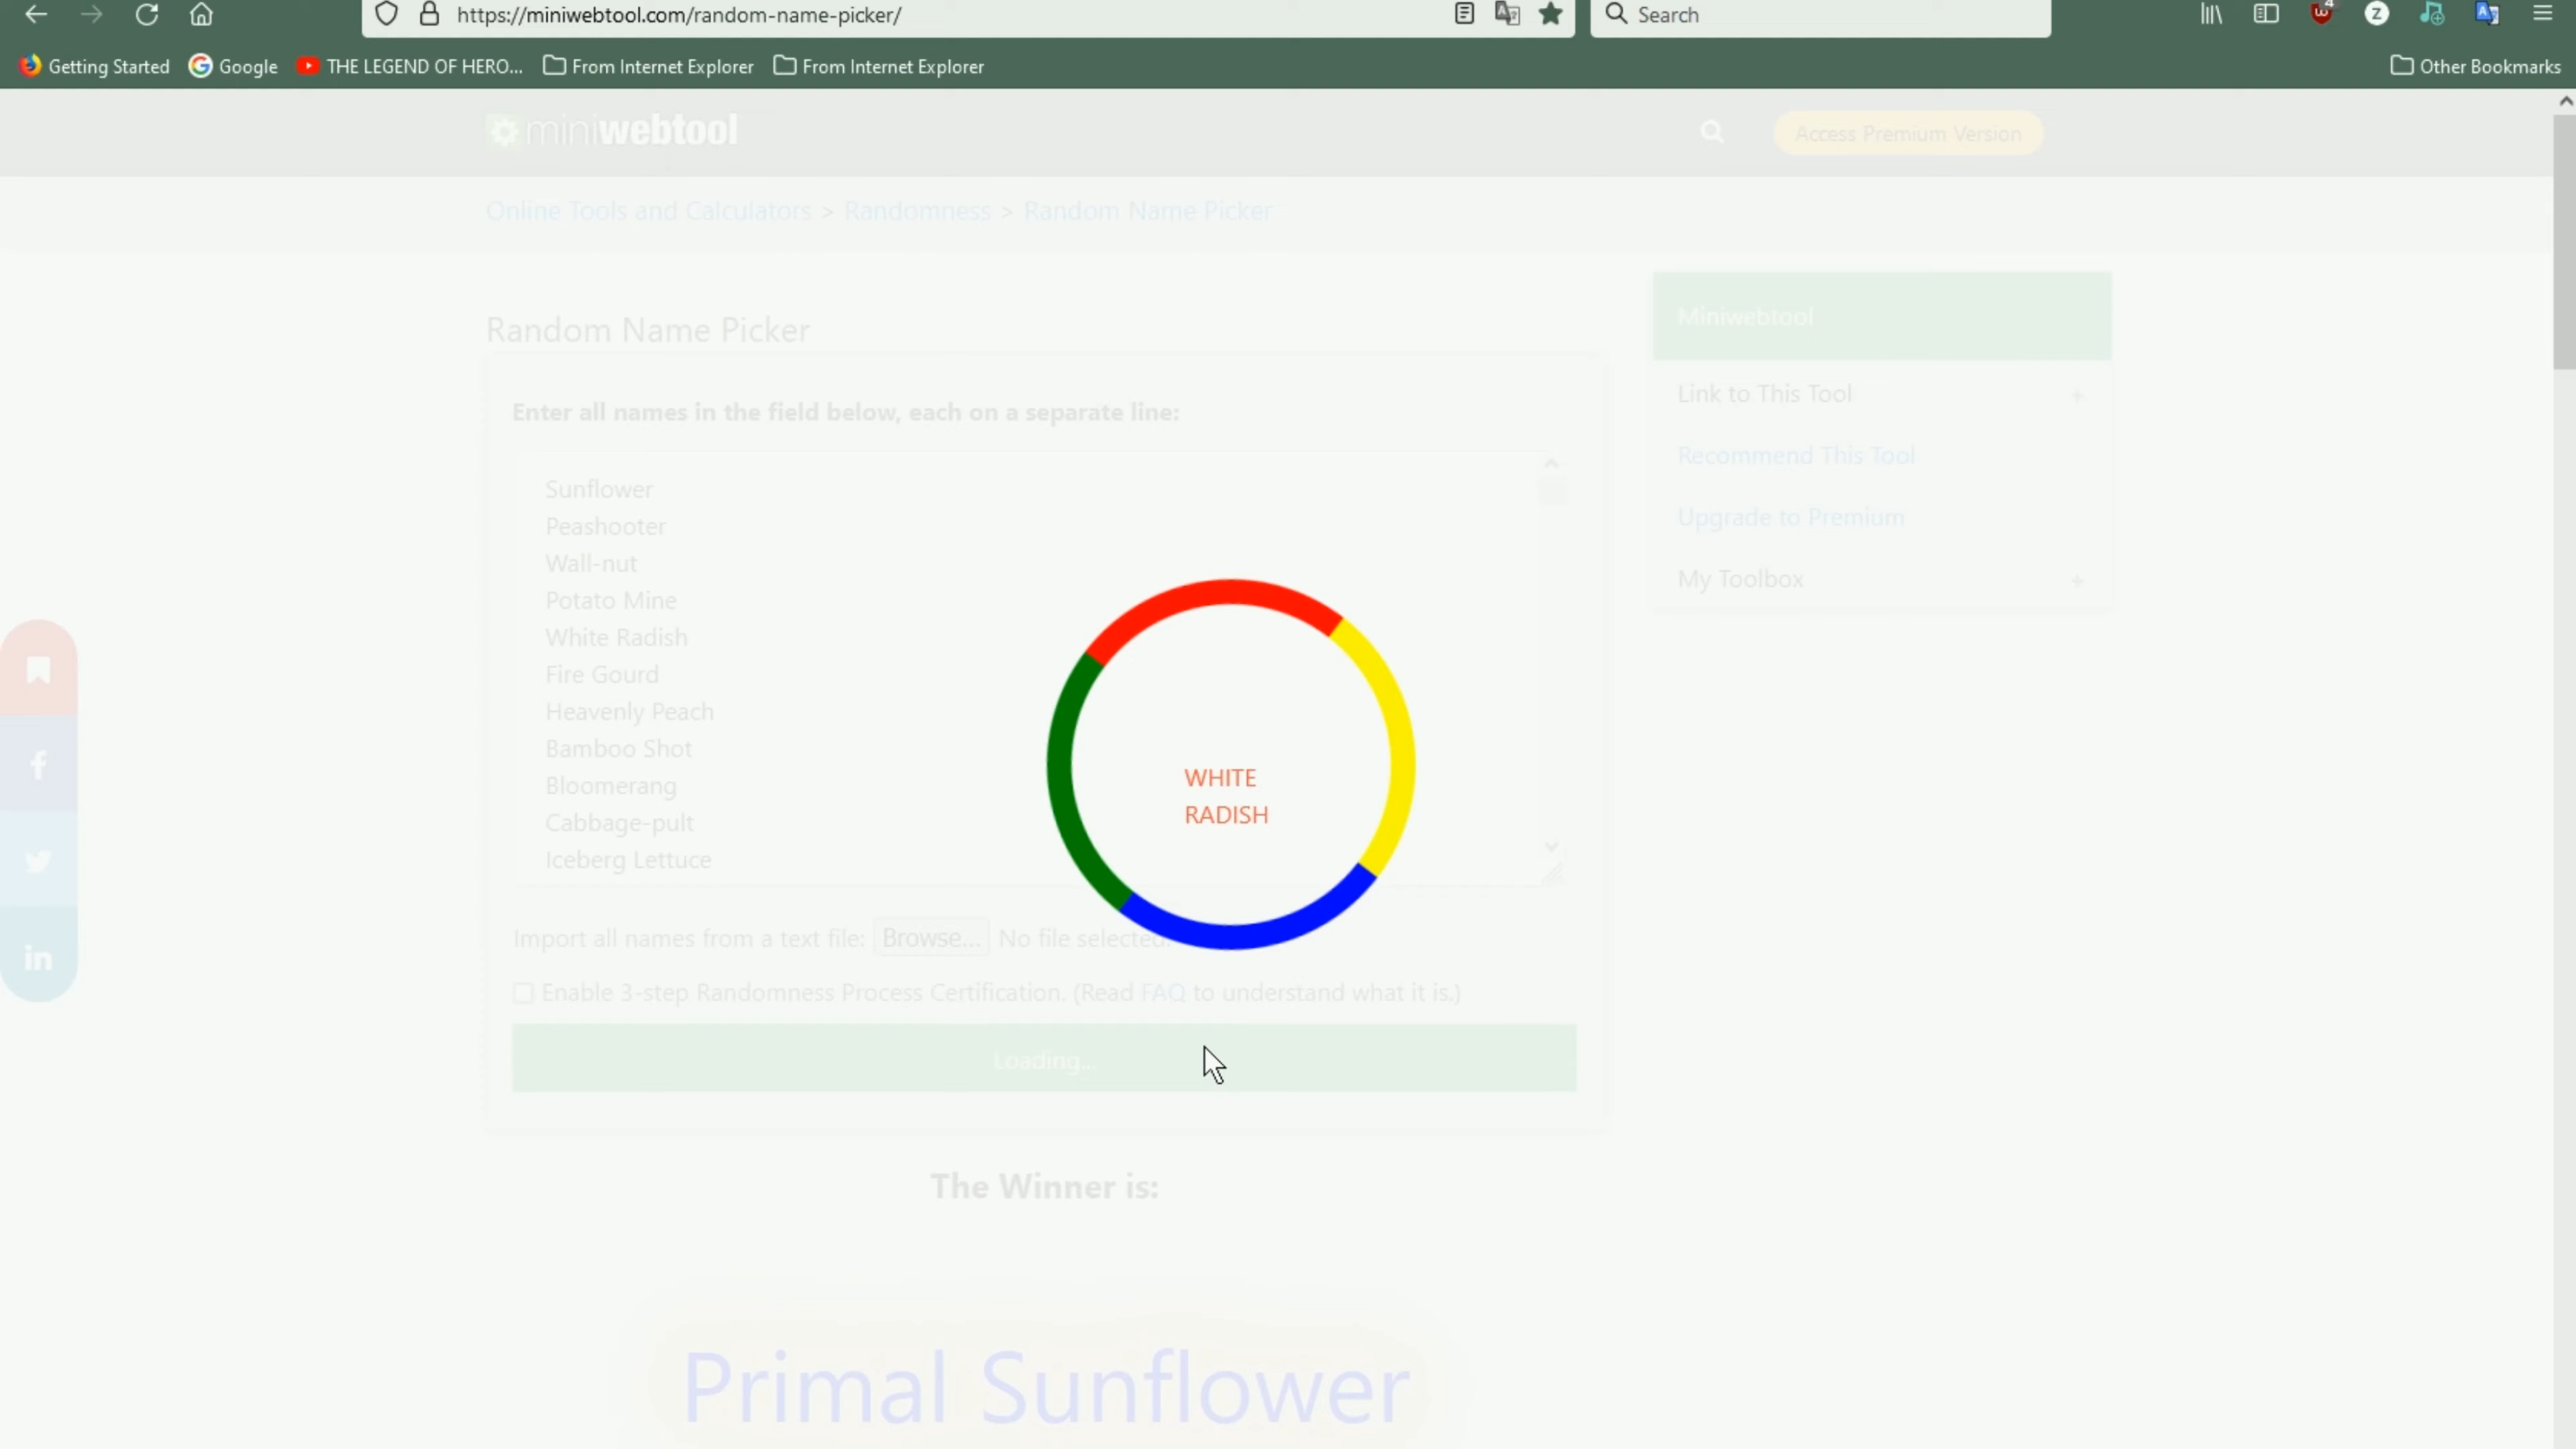 https://miniwebtool.com/random-name-picker/
Search
Getting Started
Google
THE LEGEND OF HERO...
From Internet Explorer
From Internet Explorer
Other Bookmarks
miniwebtool
Access Premium Version
Online Tools and Calculators > Randomness > Random Name Picker
Random Name Picker
Enter all names in the field below, each on a separate line:
Sunflower
Peashooter
Wall-nut
Potato Mine
White Radish
Fire Gourd
Heavenly Peach
Bamboo Shot
Bloomerang
Cabbage-pult
Iceberg Lettuce
WHITE
RADISH
Import all names from a text file: Browse... No file selected.
Enable 3-step Randomness Process Certification. (Read FAQ to understand what it is.)
Loading...
The Winner is:
Primal Sunflower
Miniwebtool
Link to This Tool +
Recommend This Tool
Upgrade to Premium
My Toolbox +